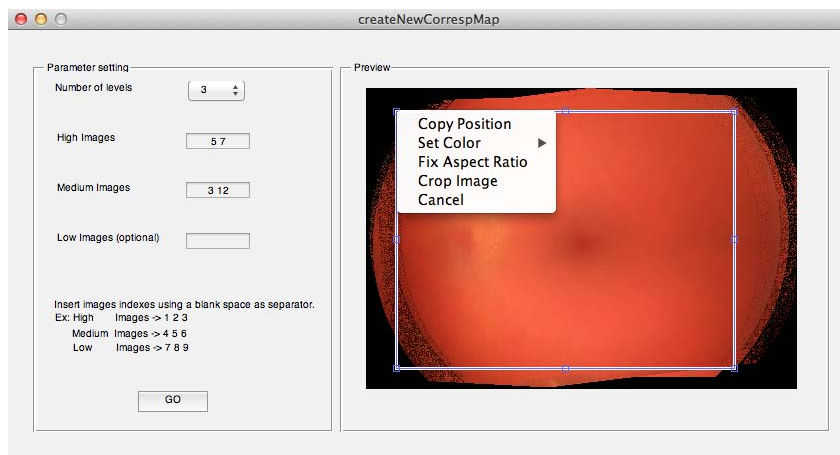 createNewCorrespMap
Parameter setting
Number of levels
3
High Images
5 7
Medium Images
3 12
Low Images (optional)
Insert images indexes using a blank space as separator.
Ex: High Images -> 1 2 3
Medium Images -> 4 5 6
Low Images -> 7 8 9
GO
Preview
Copy Position
Set Color
Fix Aspect Ratio
Crop Image
Cancel